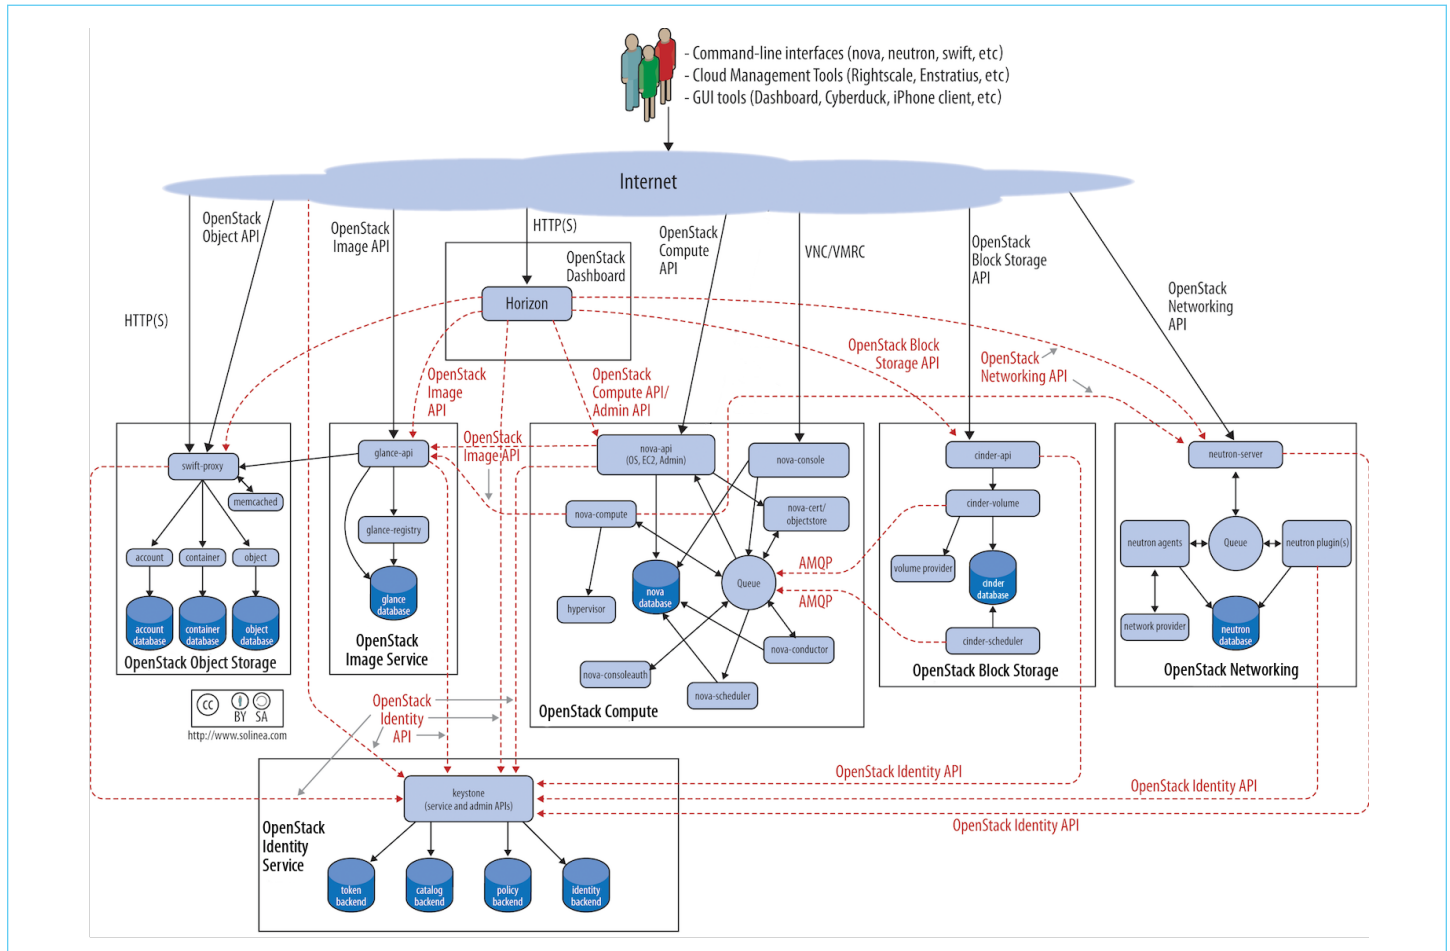 - Command-line interfaces (nova, neutron, swift, etc)
- Cloud Management Tools (Rightscale, Enstratius, etc)
- GUI tools (Dashboard, Cyberduck, iPhone client, etc)
Internet
OpenStack
Object API
OpenStack
Image API
HTTP(S)
OpenStack
Compute
API
VNC/VMRC
OpenStack
Block Storage
API
OpenStack
Networking
API
HTTP(S)
OpenStack
Dashboard
Horizon
OpenStack
Image
API
OpenStack
Compute API/
Admin API
OpenStack Block
Storage API
OpenStack
Networking API
OpenStack
Image API
swift-proxy
memcached
account
container
object
account
database
container
database
object
database
OpenStack Object Storage
glance-api
glance-registry
glance
database
OpenStack
Image Service
nova-api
(OS, EC2, Admin)
nova-console
nova-compute
nova-cert/
objectstore
hypervisor
nova
database
Queue
nova-conductor
nova-consoleauth
nova-scheduler
OpenStack Compute
AMQP
AMQP
cinder-api
cinder-volume
volume provider
cinder
database
cinder-scheduler
OpenStack Block Storage
neutron-server
neutron agents
Queue
neutron plugin(s)
network provider
neutron
database
OpenStack Networking
cc
BY SA
http://www.solinea.com
OpenStack
Identity
API
OpenStack Identity API
OpenStack Identity API
OpenStack Identity API
keystone
(service and admin APIs)
OpenStack
Identity
Service
token
backend
catalog
backend
policy
backend
identity
backend